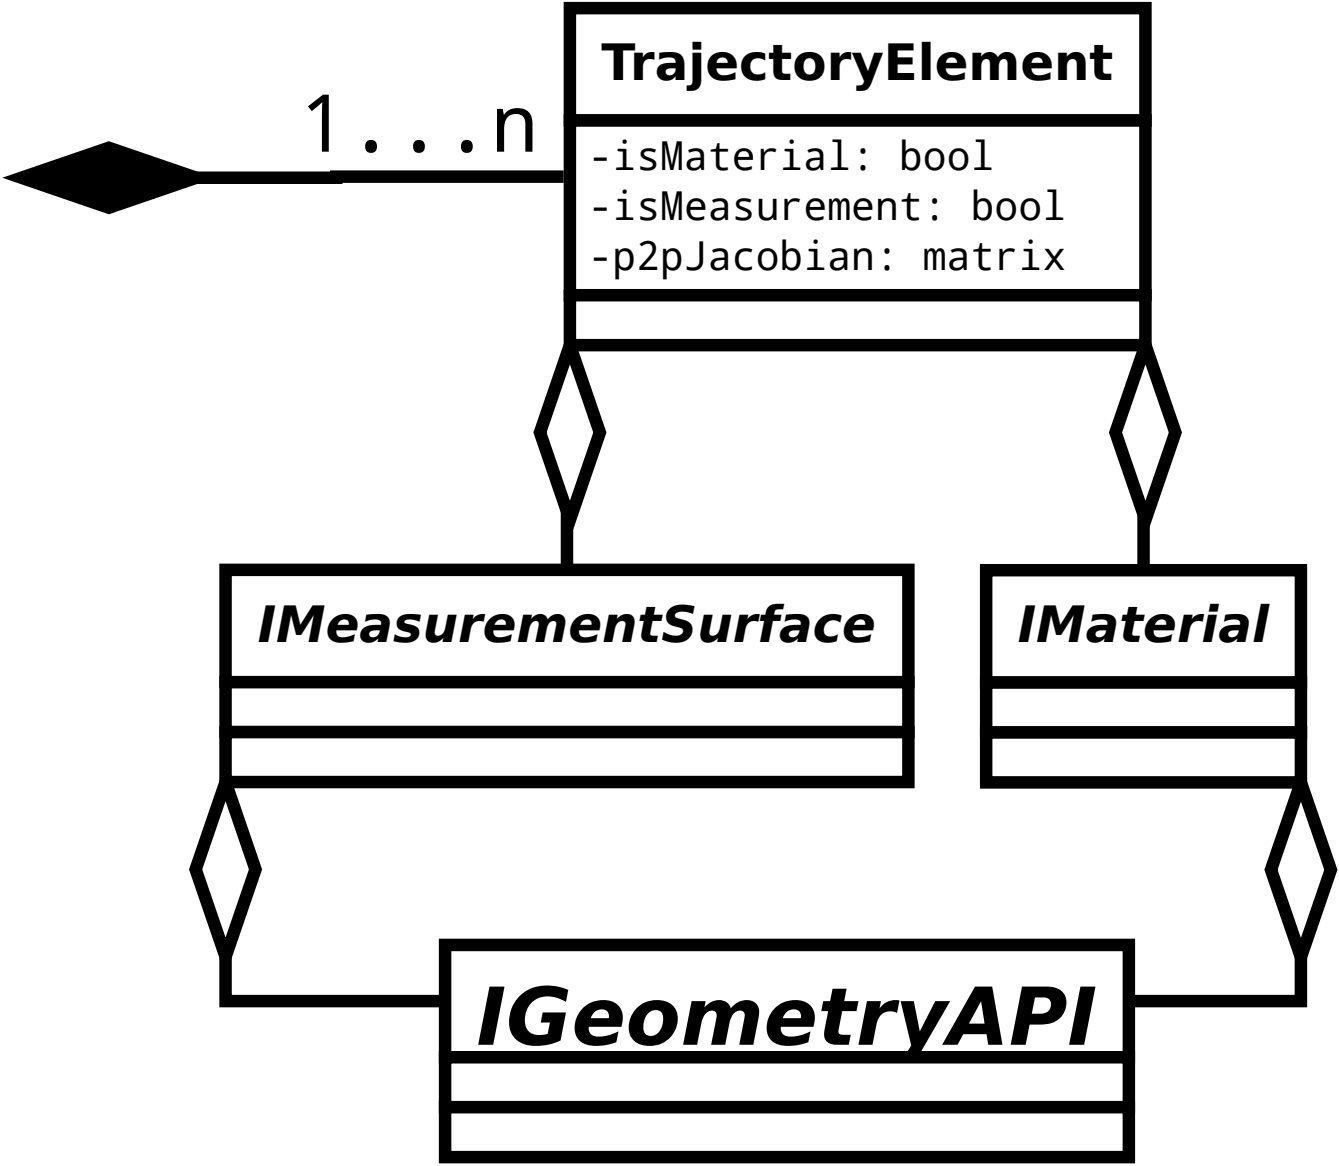 TrajectoryElement
1...n
-isMaterial: bool
-isMeasurement: bool
-p2pJacobian: matrix
IMeasurementSurface
IMaterial
IGeometryAPI